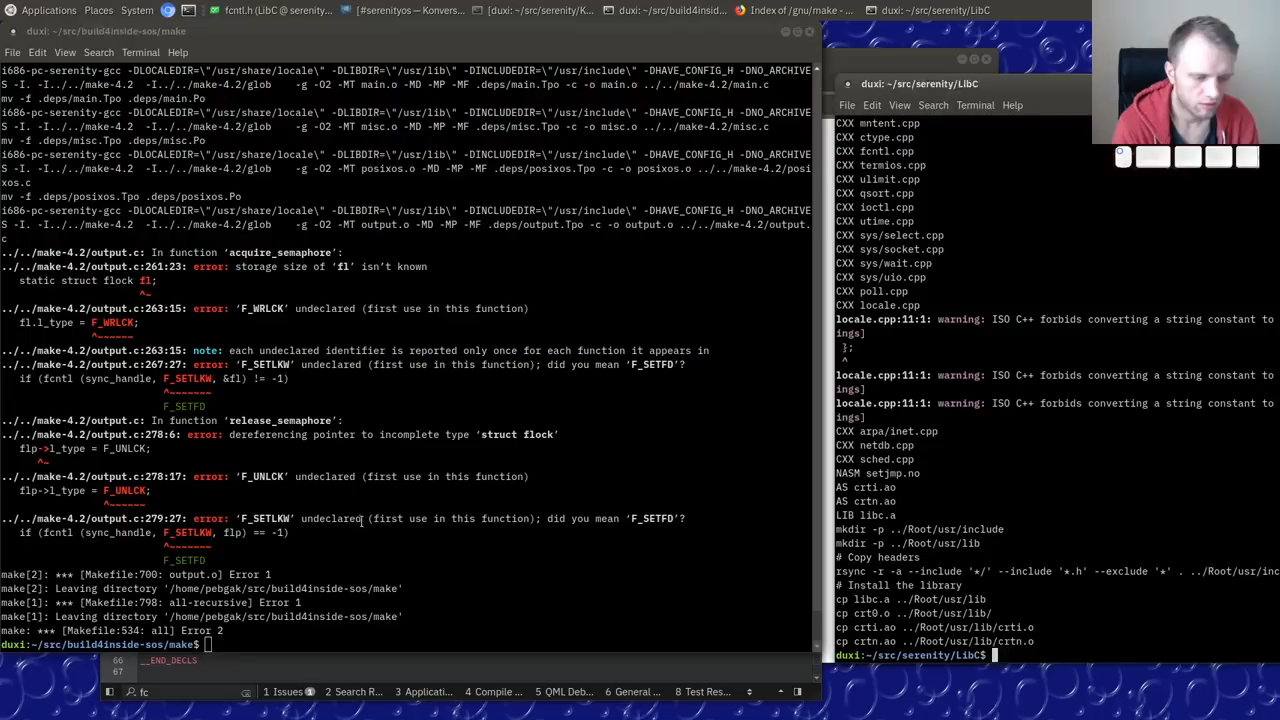 Applications Places System fcntl.h (LibC @ serenity... [#serenityos - Konvers... [duxi: ~/src/serenity/K... duxi: ~/src/build4insid... Index of /gnu/make - ... duxi: ~/src/serenity/LibC
duxi: ~/src/build4inside-sos/make
File Edit View Search Terminal Help
i686-pc-serenity-gcc -DLOCALEDIR=\"/usr/share/locale\" -DLIBDIR=\"/usr/lib\" -DINCLUDEDIR=\"/usr/include\" -DHAVE_CONFIG_H -DNO_ARCHIVE
S -I. -I../../make-4.2 -I../../make-4.2/glob -g -O2 -MT main.o -MD -MP -MF .deps/main.Tpo -c -o main.o ../../make-4.2/main.c
mv -f .deps/main.Tpo .deps/main.Po
i686-pc-serenity-gcc -DLOCALEDIR=\"/usr/share/locale\" -DLIBDIR=\"/usr/lib\" -DINCLUDEDIR=\"/usr/include\" -DHAVE_CONFIG_H -DNO_ARCHIVE
S -I. -I../../make-4.2 -I../../make-4.2/glob -g -O2 -MT misc.o -MD -MP -MF .deps/misc.Tpo -c -o misc.o ../../make-4.2/misc.c
mv -f .deps/misc.Tpo .deps/misc.Po
i686-pc-serenity-gcc -DLOCALEDIR=\"/usr/share/locale\" -DLIBDIR=\"/usr/lib\" -DINCLUDEDIR=\"/usr/include\" -DHAVE_CONFIG_H -DNO_ARCHIVE
S -I. -I../../make-4.2 -I../../make-4.2/glob -g -O2 -MT posixos.o -MD -MP -MF .deps/posixos.Tpo -c -o posixos.o ../../make-4.2/posi
xos.c
mv -f .deps/posixos.Tpo .deps/posixos.Po
i686-pc-serenity-gcc -DLOCALEDIR=\"/usr/share/locale\" -DLIBDIR=\"/usr/lib\" -DINCLUDEDIR=\"/usr/include\" -DHAVE_CONFIG_H -DNO_ARCHIVE
S -I. -I../../make-4.2 -I../../make-4.2/glob -g -O2 -MT output.o -MD -MP -MF .deps/output.Tpo -c -o output.o ../../make-4.2/output.
c
../../make-4.2/output.c: In function ‘acquire_semaphore’:
../../make-4.2/output.c:261:23: error: storage size of ‘fl’ isn’t known
static struct flock fl;
^~
../../make-4.2/output.c:263:15: error: ‘F_WRLCK’ undeclared (first use in this function)
fl.l_type = F_WRLCK;
^~~~~~~
../../make-4.2/output.c:263:15: note: each undeclared identifier is reported only once for each function it appears in
../../make-4.2/output.c:267:27: error: ‘F_SETLKW’ undeclared (first use in this function); did you mean ‘F_SETFD’?
if (fcntl (sync_handle, F_SETLKW, &fl) != -1)
^~~~~~~~
F_SETFD
../../make-4.2/output.c: In function ‘release_semaphore’:
../../make-4.2/output.c:278:6: error: dereferencing pointer to incomplete type ‘struct flock’
flp->l_type = F_UNLCK;
^~
../../make-4.2/output.c:278:17: error: ‘F_UNLCK’ undeclared (first use in this function)
flp->l_type = F_UNLCK;
^~~~~~~
../../make-4.2/output.c:279:27: error: ‘F_SETLKW’ undeclared (first use in this function); did you mean ‘F_SETFD’?
if (fcntl (sync_handle, F_SETLKW, flp) == -1)
^~~~~~~~
F_SETFD
make[2]: *** [Makefile:700: output.o] Error 1
make[2]: Leaving directory '/home/pebgak/src/build4inside-sos/make'
make[1]: *** [Makefile:798: all-recursive] Error 1
make[1]: Leaving directory '/home/pebgak/src/build4inside-sos/make'
make: *** [Makefile:534: all] Error 2
duxi:~/src/build4inside-sos/make$
66 __END_DECLS
67
fc 1 Issues 1 2 Search R... 3 Applicati... 4 Compile ... 5 QML Deb... 6 General ... 8 Test Res...
duxi: ~/src/serenity/LibC
File Edit View Search Terminal Help
CXX mntent.cpp
CXX ctype.cpp
CXX fcntl.cpp
CXX termios.cpp
CXX ulimit.cpp
CXX qsort.cpp
CXX ioctl.cpp
CXX utime.cpp
CXX sys/select.cpp
CXX sys/socket.cpp
CXX sys/wait.cpp
CXX sys/uio.cpp
CXX poll.cpp
CXX locale.cpp
locale.cpp:11:1: warning: ISO C++ forbids converting a string constant to
ings]
};
^
locale.cpp:11:1: warning: ISO C++ forbids converting a string constant to
ings]
locale.cpp:11:1: warning: ISO C++ forbids converting a string constant to
ings]
CXX arpa/inet.cpp
CXX netdb.cpp
CXX sched.cpp
NASM setjmp.no
AS crti.ao
AS crtn.ao
LIB libc.a
mkdir -p ../Root/usr/include
mkdir -p ../Root/usr/lib
# Copy headers
rsync -r -a --include '*/' --include '*.h' --exclude '*' . ../Root/usr/inc
# Install the library
cp libc.a ../Root/usr/lib
cp crt0.o ../Root/usr/lib/
cp crti.ao ../Root/usr/lib/crti.o
cp crtn.ao ../Root/usr/lib/crtn.o
duxi:~/src/serenity/LibC$